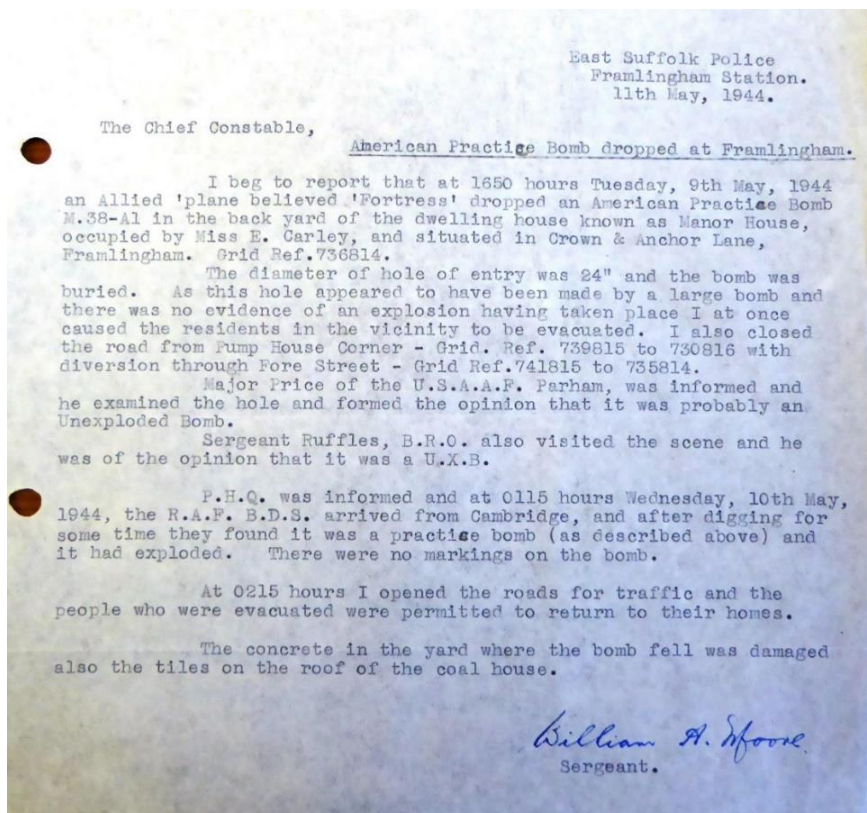 East Suffolk Police
Framlingham Station.
11th May, 1944.
The Chief Constable,
American Practice Bomb dropped at Framlingham.
I beg to report that at 1650 hours Tuesday, 9th May, 1944
an Allied 'plane believed 'Fortress' dropped an American Practice Bomb
M.38-A1 in the back yard of the dwelling house known as Manor House,
occupied by Miss E. Carley, and situated in Crown & Anchor Lane,
Framlingham. Grid Ref.736814.
The diameter of hole of entry was 24" and the bomb was
buried. As this hole appeared to have been made by a large bomb and
there was no evidence of an explosion having taken place I at once
caused the residents in the vicinity to be evacuated. I also closed
the road from Pump House Corner - Grid. Ref. 739815 to 730816 with
diversion through Fore Street - Grid Ref.741815 to 735814.
Major Price of the U.S.A.A.F. Parham, was informed and
he examined the hole and formed the opinion that it was probably an
Unexploded Bomb.
Sergeant Ruffles, B.R.O. also visited the scene and he
was of the opinion that it was a U.X.B.
P.H.Q. was informed and at 0115 hours Wednesday, 10th May,
1944, the R.A.F. B.D.S. arrived from Cambridge, and after digging for
some time they found it was a practice bomb (as described above) and
it had exploded. There were no markings on the bomb.
At 0215 hours I opened the roads for traffic and the
people who were evacuated were permitted to return to their homes.
The concrete in the yard where the bomb fell was damaged
also the tiles on the roof of the coal house.
William A. Moore.
Sergeant.